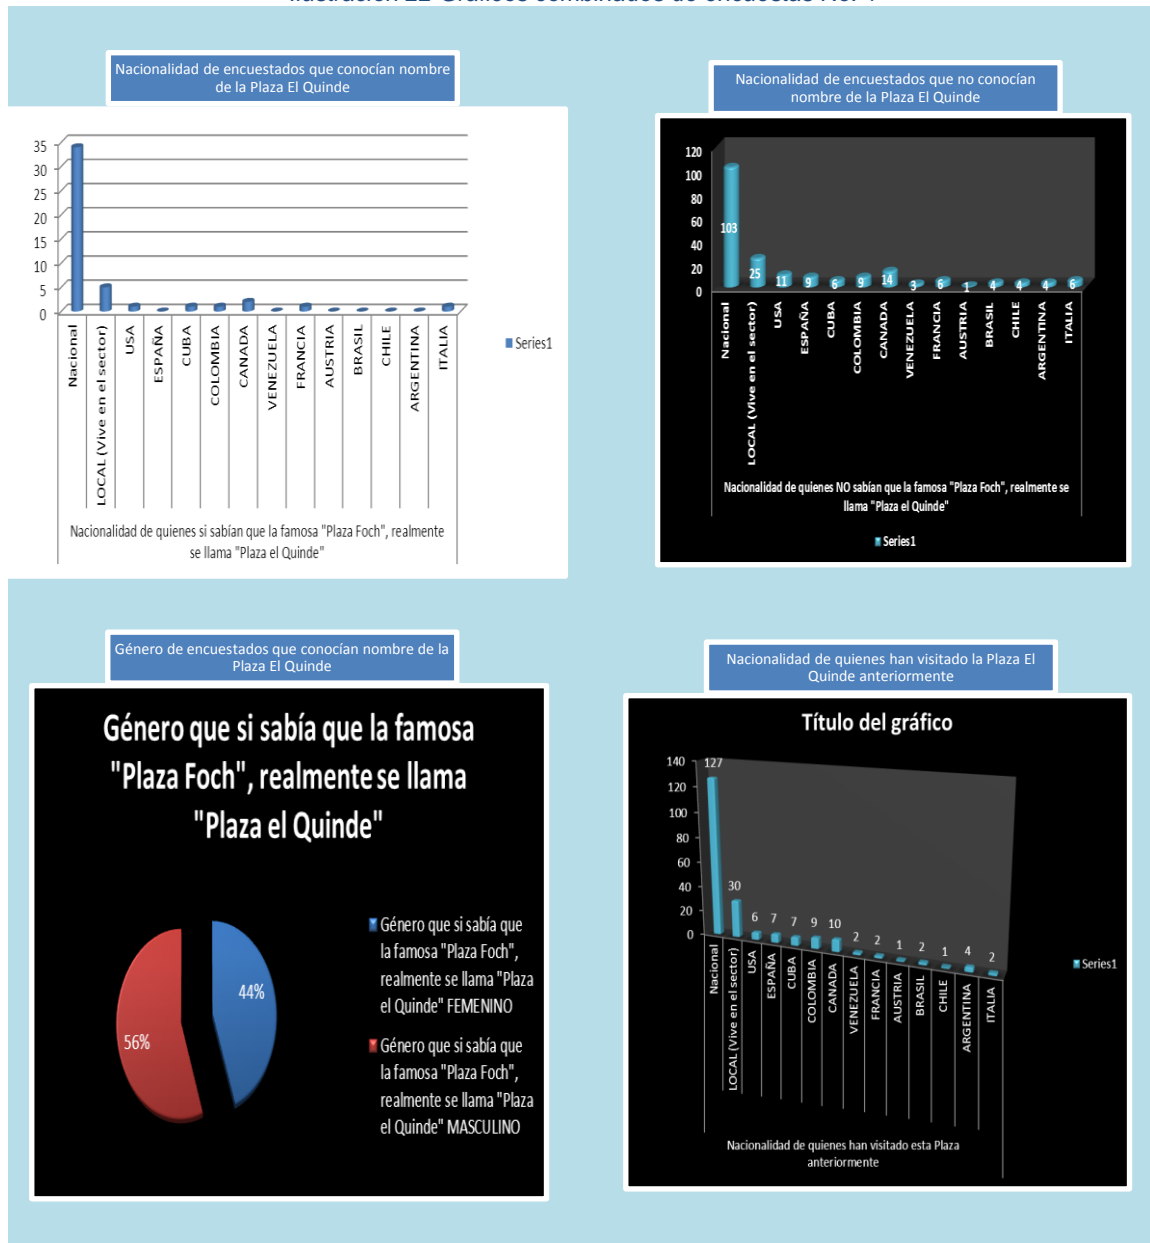 Nacionalidad de encuestados que conocían nombre
de la Plaza El Quinde
35
30
25
20
15
10
5
0
Nacional
LOCAL (Vive en el sector)
USA
ESPAÑA
CUBA
COLOMBIA
CANADA
VENEZUELA
FRANCIA
AUSTRIA
BRASIL
CHILE
ARGENTINA
ITALIA
Nacionalidad de quienes si sabían que la famosa "Plaza Foch", realmente
se llama "Plaza el Quinde"
Series1
Nacionalidad de encuestados que no conocían
nombre de la Plaza El Quinde
120
100
80
60
40
20
0
103
25
11
9
6
9
14
3
6
1
4
4
4
6
Nacional
LOCAL (Vive en el sector)
USA
ESPAÑA
CUBA
COLOMBIA
CANADA
VENEZUELA
FRANCIA
AUSTRIA
BRASIL
CHILE
ARGENTINA
ITALIA
Nacionalidad de quienes NO sabían que la famosa "Plaza Foch", realmente se
llama "Plaza el Quinde"
Series1
Género de encuestados que conocían nombre de la
Plaza El Quinde
Género que si sabía que la famosa
"Plaza Foch", realmente se llama
"Plaza el Quinde"
44%
56%
Género que si sabía que
la famosa "Plaza Foch",
realmente se llama "Plaza
el Quinde" FEMENINO
Género que si sabía que
la famosa "Plaza Foch",
realmente se llama "Plaza
el Quinde" MASCULINO
Nacionalidad de quienes han visitado la Plaza El
Quinde anteriormente
Título del gráfico
140
120
100
80
60
40
20
0
127
30
6
7
7
9
10
2
2
1
2
1
4
2
Nacional
LOCAL (Vive en el sector)
USA
ESPAÑA
CUBA
COLOMBIA
CANADA
VENEZUELA
FRANCIA
AUSTRIA
BRASIL
CHILE
ARGENTINA
ITALIA
Nacionalidad de quienes han visitado esta Plaza
anteriormente
Series1